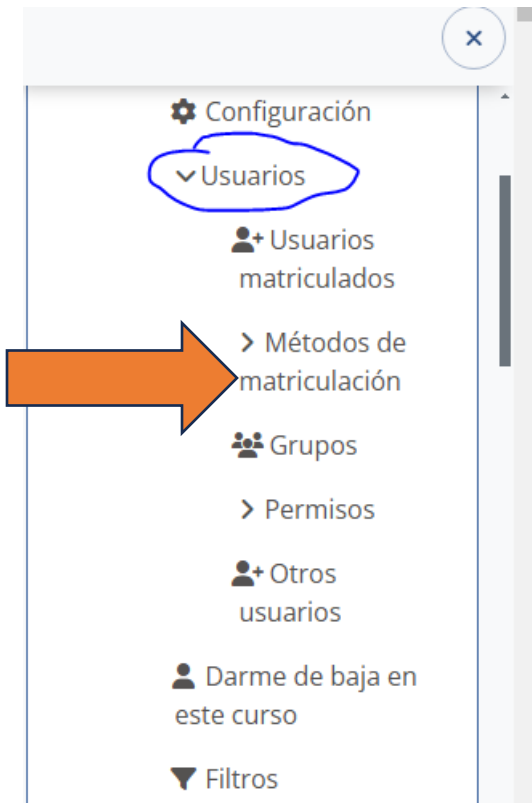 Configuración
Usuarios
Usuarios
matriculados
Métodos de
matriculación
Grupos
Permisos
Otros
usuarios
Darme de baja en
este curso
Filtros